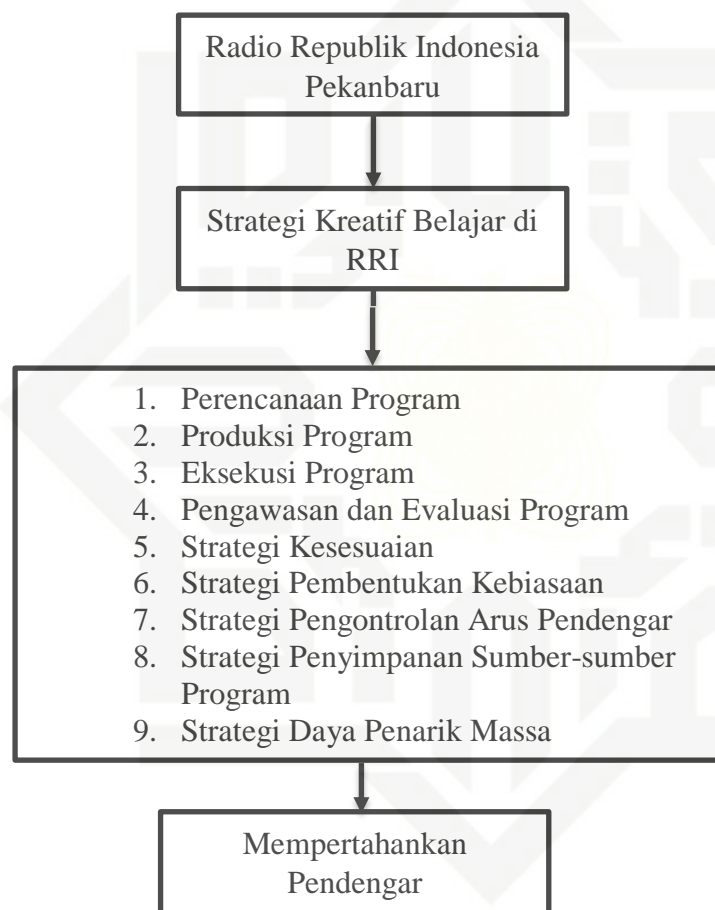 Radio Republik Indonesia
Pekanbaru
Strategi Kreatif Belajar di
RRI
1. Perencanaan Program
2. Produksi Program
3. Eksekusi Program
4. Pengawasan dan Evaluasi Program
5. Strategi Kesesuaian
6. Strategi Pembentukan Kebiasaan
7. Strategi Pengontrolan Arus Pendengar
8. Strategi Penyimpanan Sumber-sumber
Program
9. Strategi Daya Penarik Massa
Mempertahankan
Pendengar